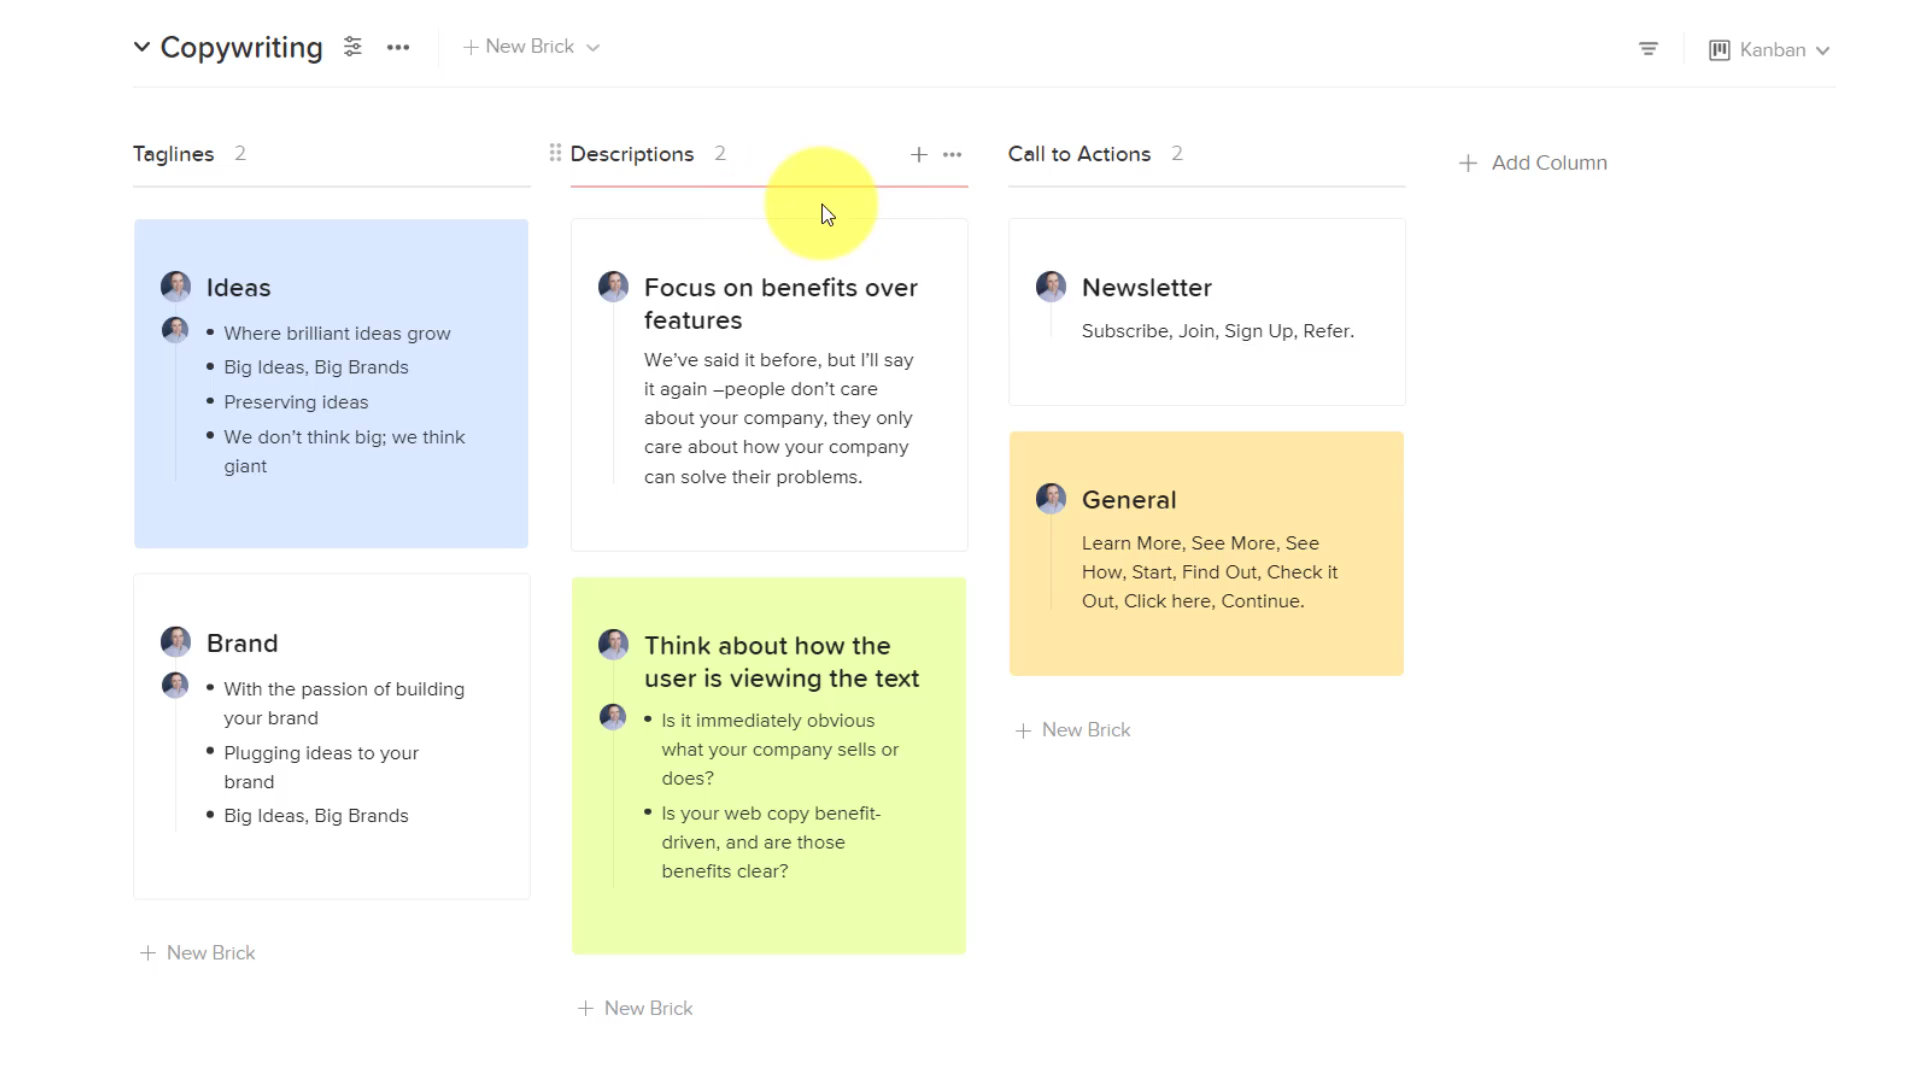 Copywriting
New Brick
Kanban
Taglines 2
Descriptions 2
Call to Actions 2
Add Column
Ideas
Where brilliant ideas grow
Big Ideas, Big Brands
Preserving ideas
We don’t think big; we think
giant
Brand
With the passion of building
your brand
Plugging ideas to your
brand
Big Ideas, Big Brands
New Brick
Focus on benefits over
features
We’ve said it before, but I’ll say
it again –people don’t care
about your company, they only
care about how your company
can solve their problems.
Think about how the
user is viewing the text
Is it immediately obvious
what your company sells or
does?
Is your web copy benefit-
driven, and are those
benefits clear?
New Brick
Newsletter
Subscribe, Join, Sign Up, Refer.
General
Learn More, See More, See
How, Start, Find Out, Check it
Out, Click here, Continue.
New Brick